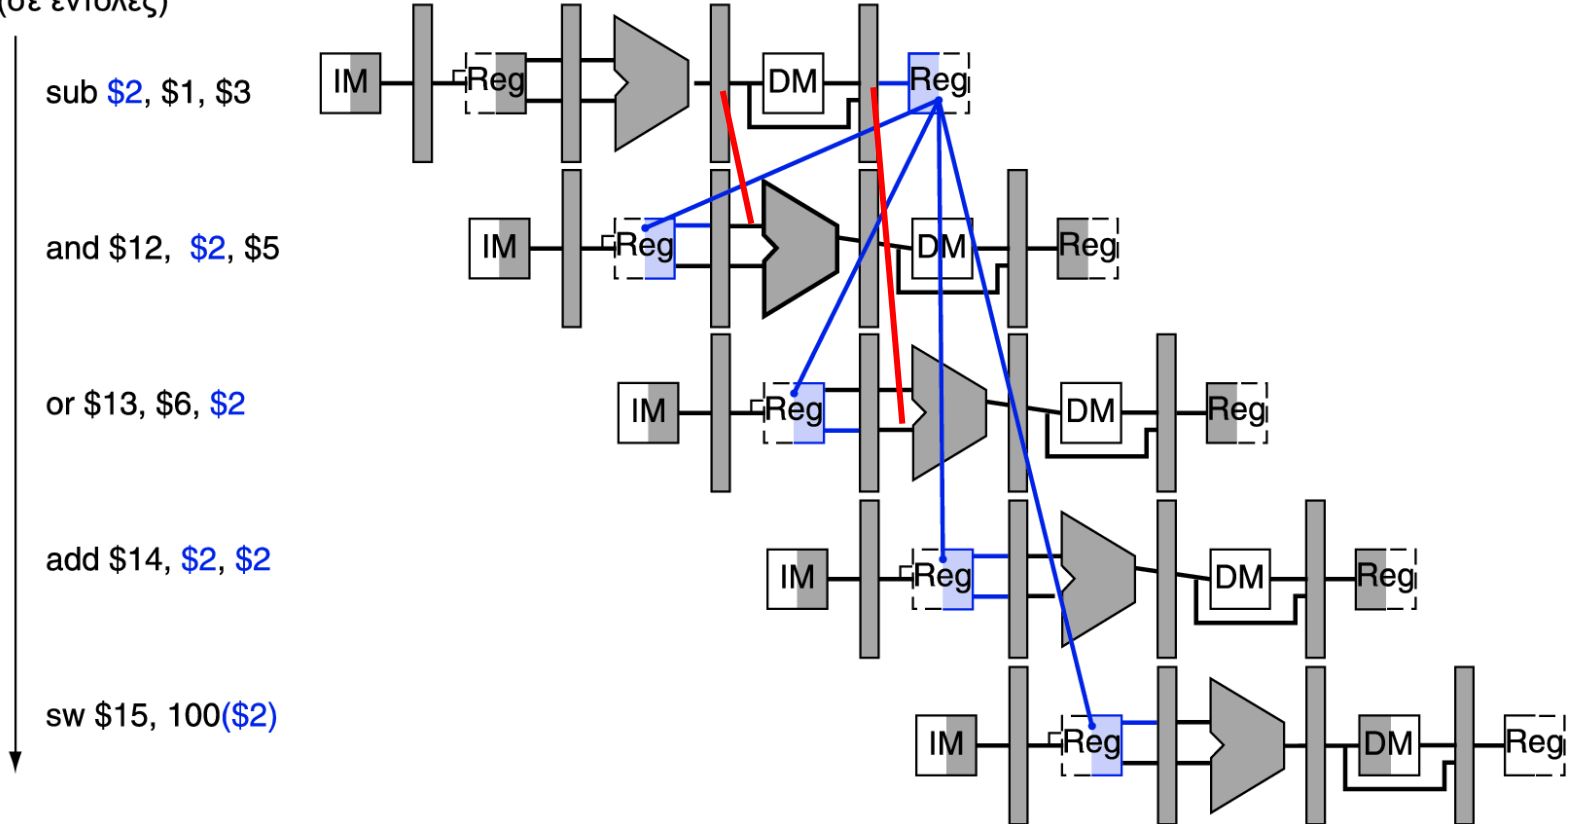 (σε εντολές)
sub $2, $1, $3
IM Reg DM Reg
and $12, $2, $5
IM Reg DM Reg
or $13, $6, $2
IM Reg DM Reg
add $14, $2, $2
IM Reg DM Reg
sw $15, 100($2)
IM Reg DM Reg